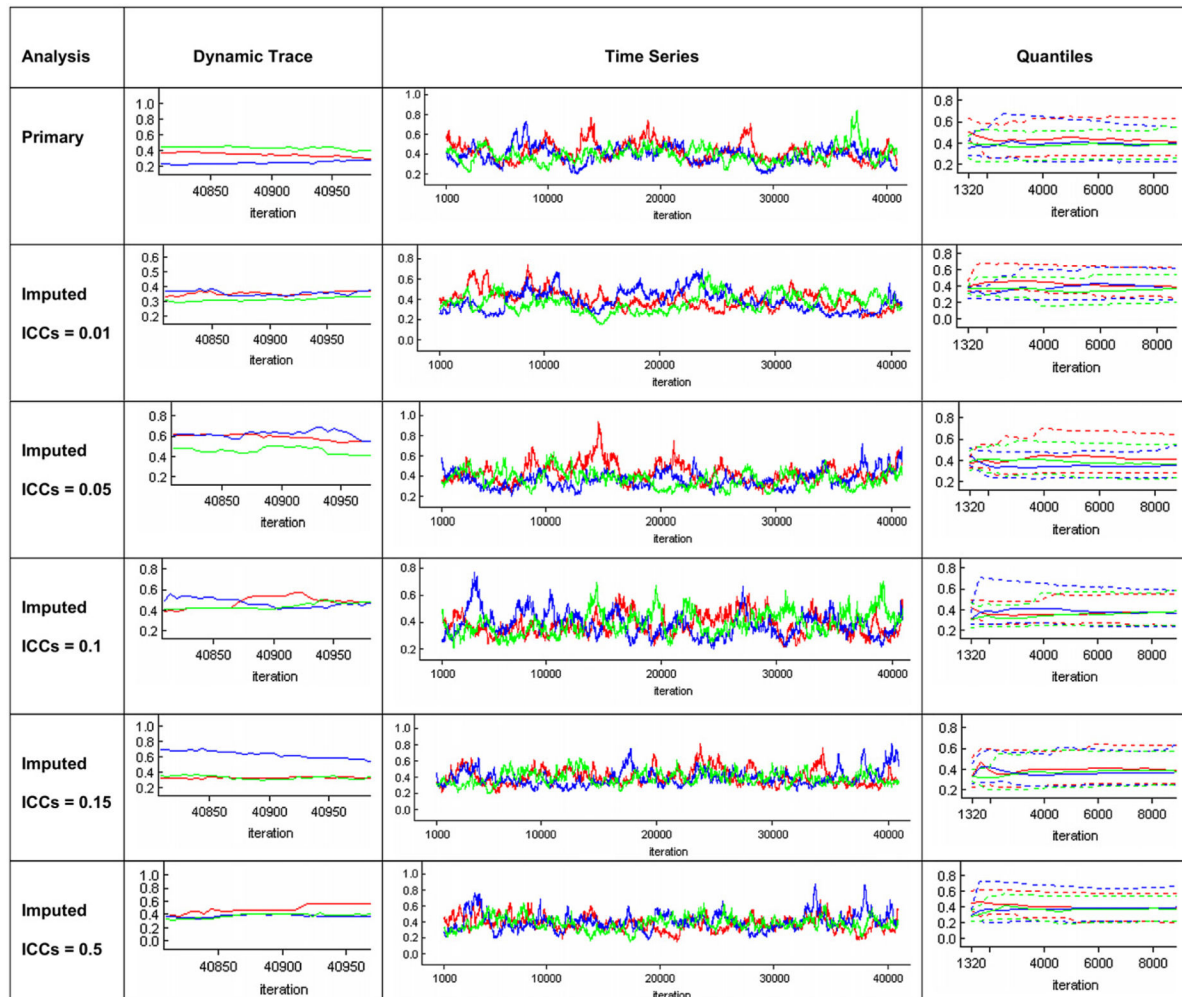 Analysis Dynamic Trace Time Series Quantiles
Primary
1.0
0.8
0.6
0.4
0.2
40850 40900 40950
iteration
1.0
0.8
0.6
0.4
0.2
1000 10000 20000 30000 40000
iteration
0.8
0.6
0.4
0.2
1320 4000 6000 8000
iteration
Imputed
ICCs = 0.01
0.6
0.5
0.4
0.3
0.2
40850 40900 40950
iteration
0.8
0.6
0.4
0.2
0.0
1000 10000 20000 30000 40000
iteration
0.8
0.6
0.4
0.2
0.0
1320 4000 6000 8000
iteration
Imputed
ICCs = 0.05
0.8
0.6
0.4
0.2
40850 40900 40950
iteration
1.0
0.8
0.6
0.4
0.2
1000 10000 20000 30000 40000
iteration
0.8
0.6
0.4
0.2
1320 4000 6000 8000
iteration
Imputed
ICCs = 0.1
0.8
0.6
0.4
0.2
40850 40900 40950
iteration
0.8
0.6
0.4
0.2
1000 10000 20000 30000 40000
iteration
0.8
0.6
0.4
0.2
1320 4000 6000 8000
iteration
Imputed
ICCs = 0.15
1.0
0.8
0.6
0.4
0.2
40850 40900 40950
iteration
1.0
0.8
0.6
0.4
0.2
0.0
1000 10000 20000 30000 40000
iteration
0.8
0.6
0.4
0.2
1320 4000 6000 8000
iteration
Imputed
ICCs = 0.5
1.0
0.8
0.6
0.4
0.2
0.0
40850 40900 40950
iteration
1.0
0.8
0.6
0.4
0.2
0.0
1000 10000 20000 30000 40000
iteration
0.8
0.6
0.4
0.2
0.0
1320 4000 6000 8000
iteration